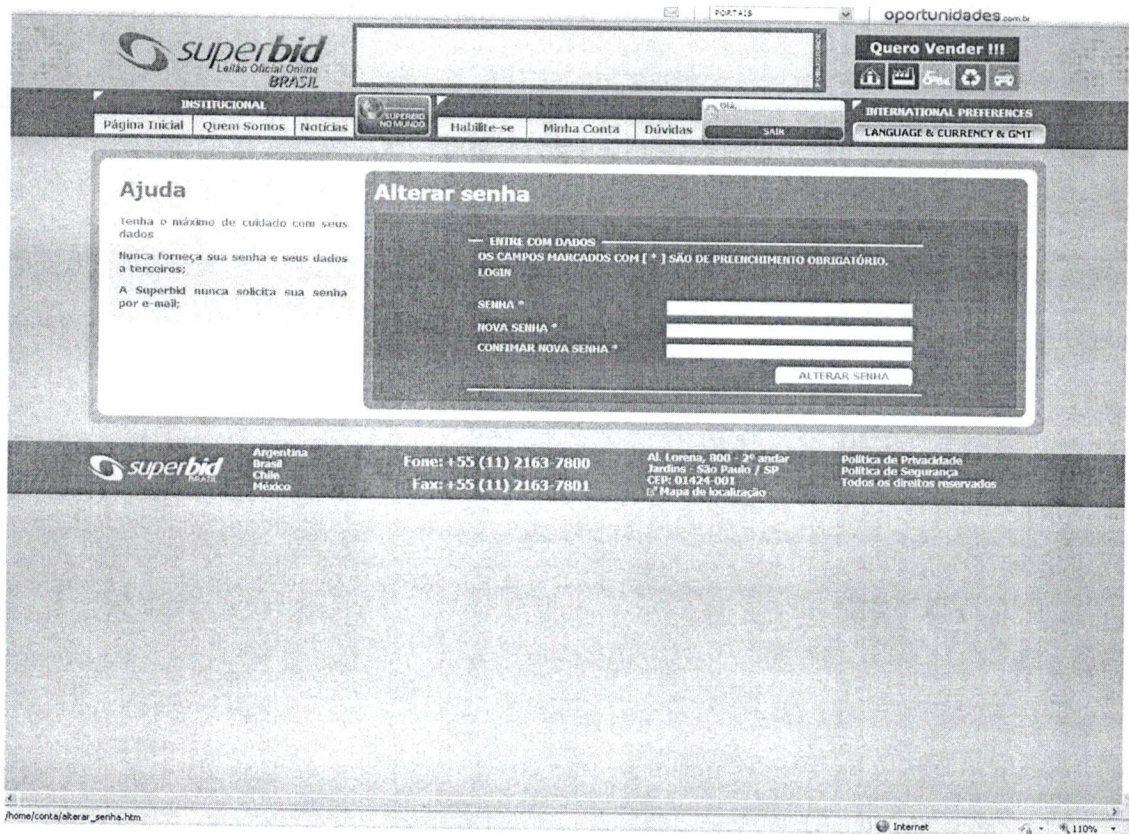 PORTAIS
oportunidades.com.br
superbid
Leilão Oficial Online
BRASIL
PUBLICIDADE
Quero Vender !!!
INSTITUCIONAL
Página Inicial Quem Somos Notícias
SUPERBID
NO MUNDO
Habilite-se Minha Conta Dúvidas
Olá,
SAIR
INTERNATIONAL PREFERENCES
LANGUAGE & CURRENCY & GMT
Ajuda
Tenha o máximo de cuidado com seus
dados
Nunca forneça sua senha e seus dados
a terceiros;
A Superbid nunca solicita sua senha
por e-mail;
Alterar senha
ENTRE COM DADOS
OS CAMPOS MARCADOS COM [ * ] SÃO DE PREENCHIMENTO OBRIGATÓRIO.
LOGIN
SENHA *
NOVA SENHA *
CONFIMAR NOVA SENHA *
ALTERAR SENHA
superbid
BRASIL
Argentina
Brasil
Chile
México
Fone: +55 (11) 2163-7800
Fax: +55 (11) 2163-7801
Al. Lorena, 800 - 2º andar
Jardins - São Paulo / SP
CEP: 01424-001
Mapa de localização
Política de Privacidade
Política de Segurança
Todos os direitos reservados
/home/conta/alterar_senha.htm
Internet
110%